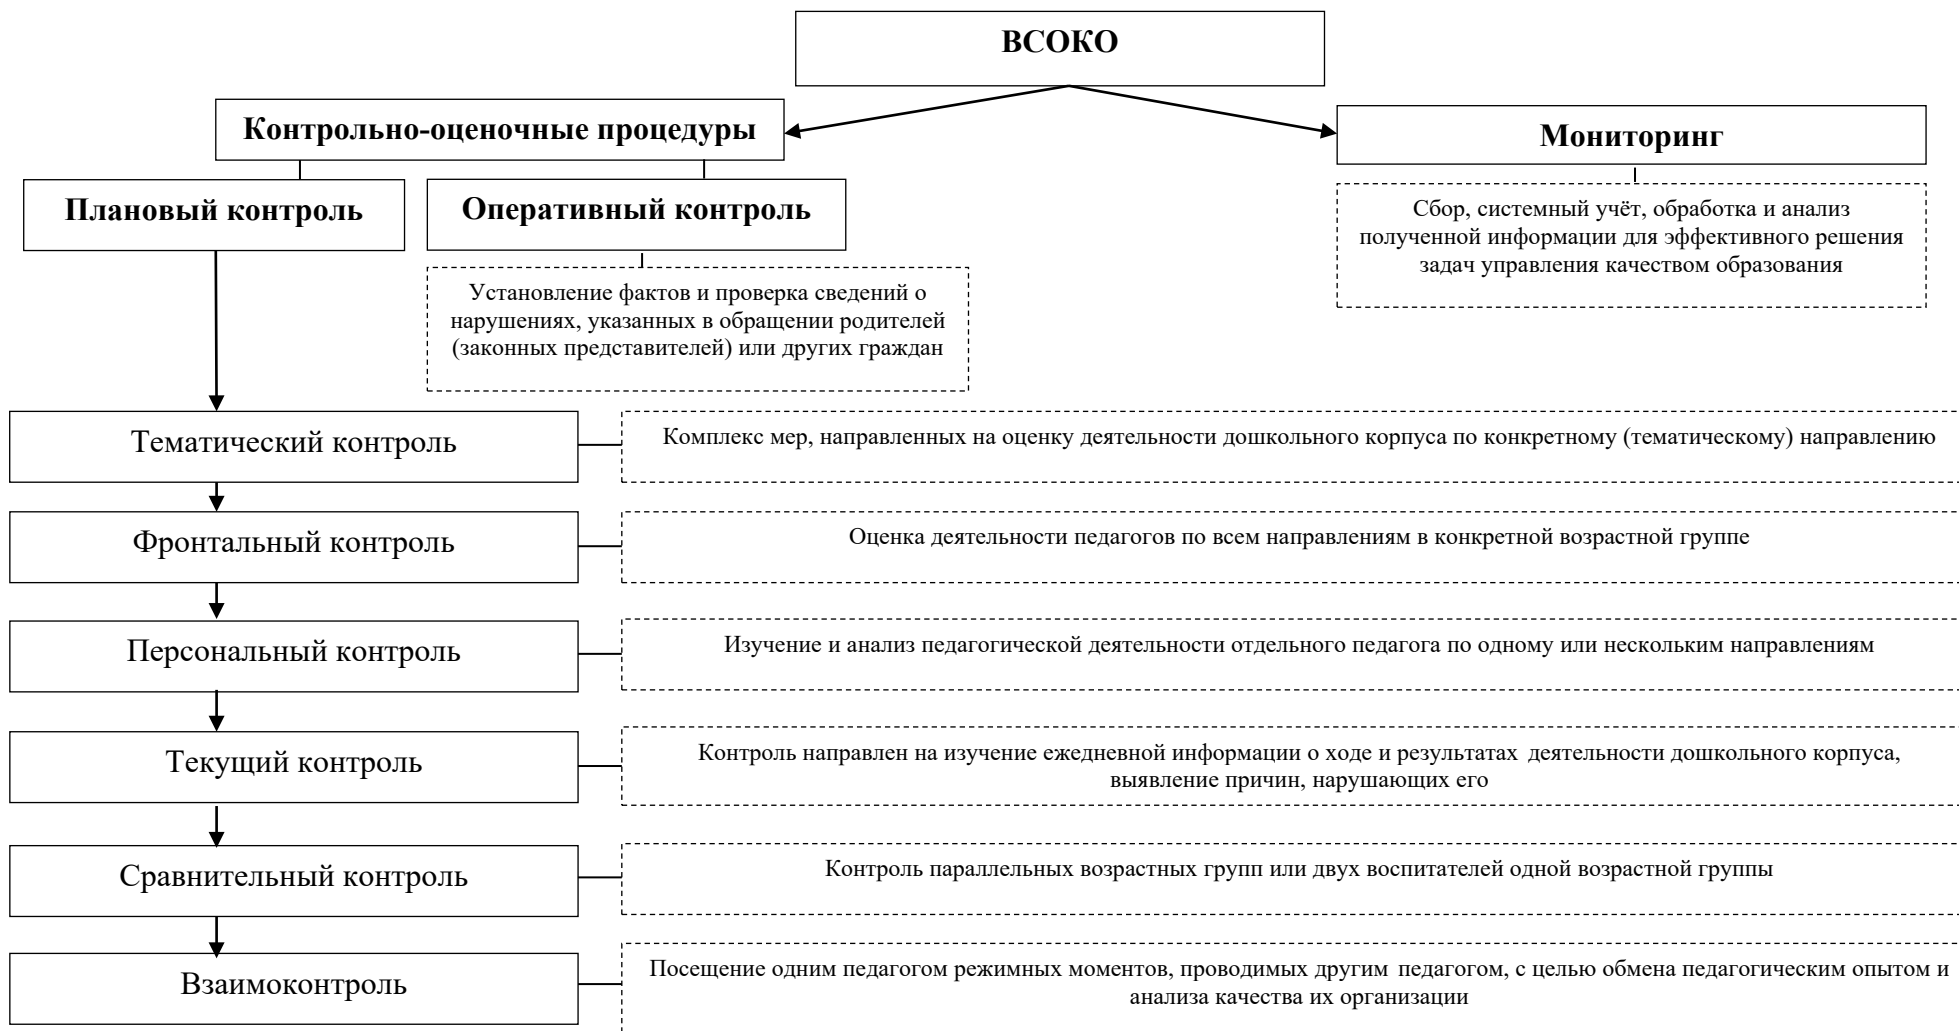 ВСОКО
Контрольно-оценочные процедуры
Мониторинг
Плановый контроль
Оперативный контроль
Сбор, системный учёт, обработка и анализ
полученной информации для эффективного решения
задач управления качеством образования
Установление фактов и проверка сведений о
нарушениях, указанных в обращении родителей
(законных представителей) или других граждан
Тематический контроль
Комплекс мер, направленных на оценку деятельности дошкольного корпуса по конкретному (тематическому) направлению
Фронтальный контроль
Оценка деятельности педагогов по всем направлениям в конкретной возрастной группе
Персональный контроль
Изучение и анализ педагогической деятельности отдельного педагога по одному или нескольким направлениям
Текущий контроль
Контроль направлен на изучение ежедневной информации о ходе и результатах деятельности дошкольного корпуса,
выявление причин, нарушающих его
Сравнительный контроль
Контроль параллельных возрастных групп или двух воспитателей одной возрастной группы
Взаимоконтроль
Посещение одним педагогом режимных моментов, проводимых другим педагогом, с целью обмена педагогическим опытом и
анализа качества их организации